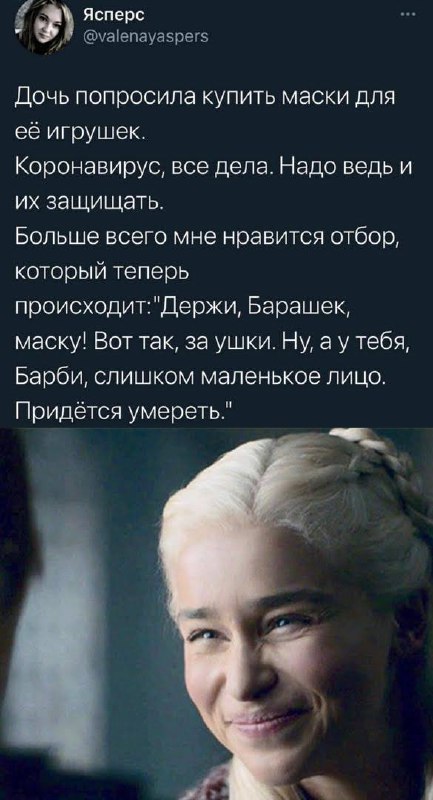 Ясперс
@valenayaspers
Дочь попросила купить маски для
её игрушек.
Коронавирус, все дела. Надо ведь и
их защищать.
Больше всего мне нравится отбор,
который теперь
происходит:"Держи, Барашек,
маску! Вот так, за ушки. Ну, а у тебя,
Барби, слишком маленькое лицо.
Придётся умереть."